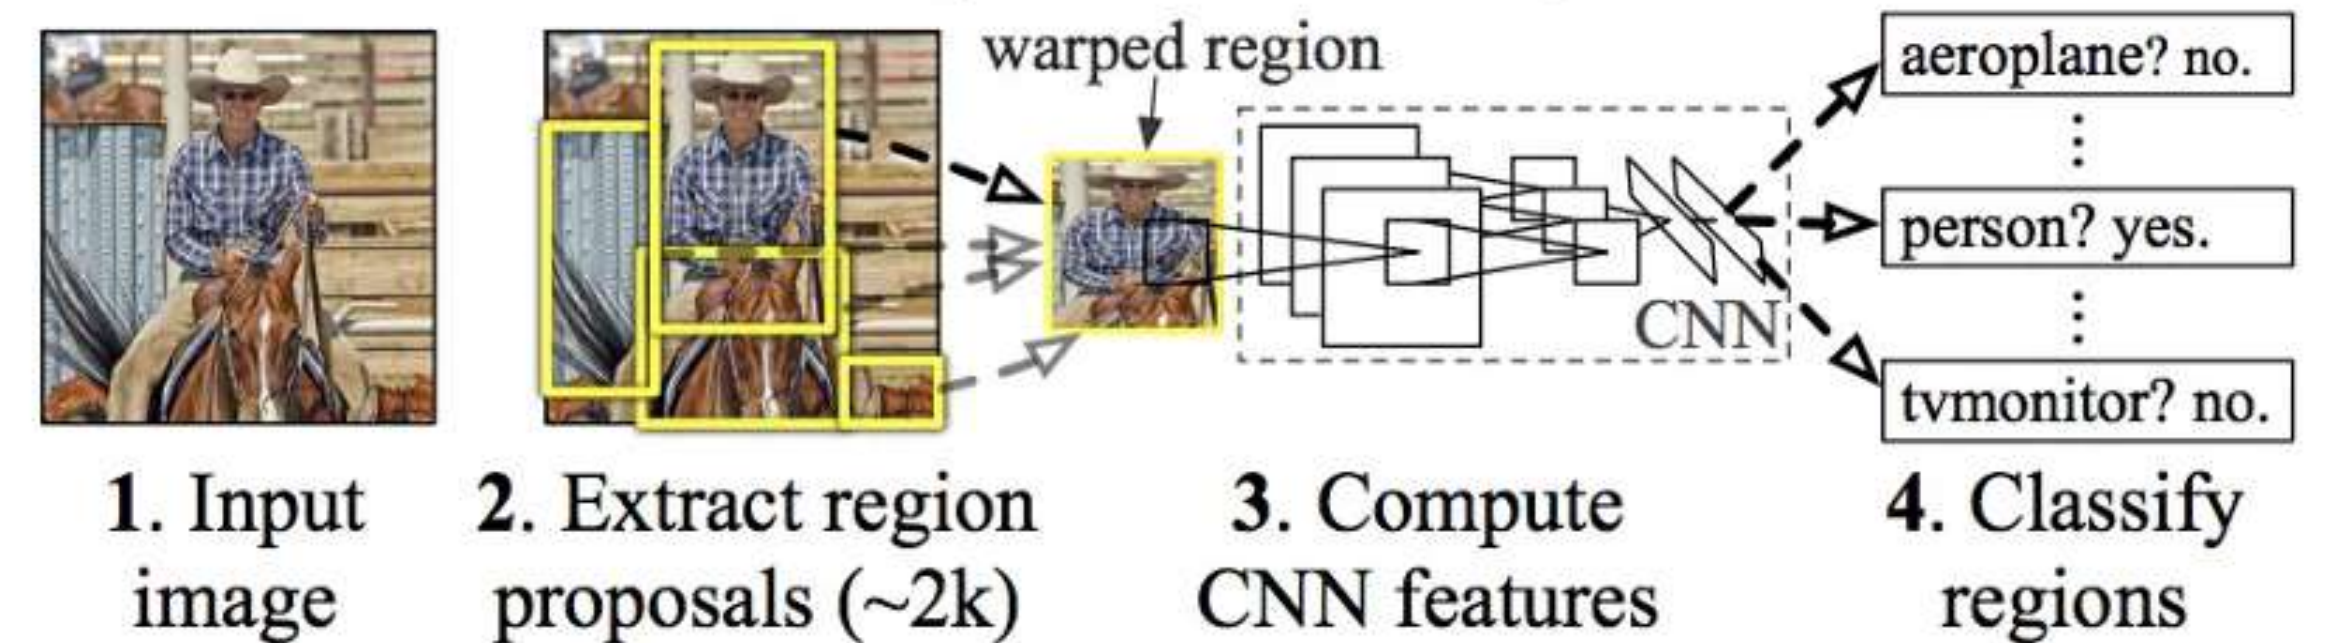 warped region
aeroplane? no.
person? yes.
CNN
tvmonitor? no.
1. Input
image
2. Extract region
proposals (~2k)
3. Compute
CNN features
4. Classify
regions